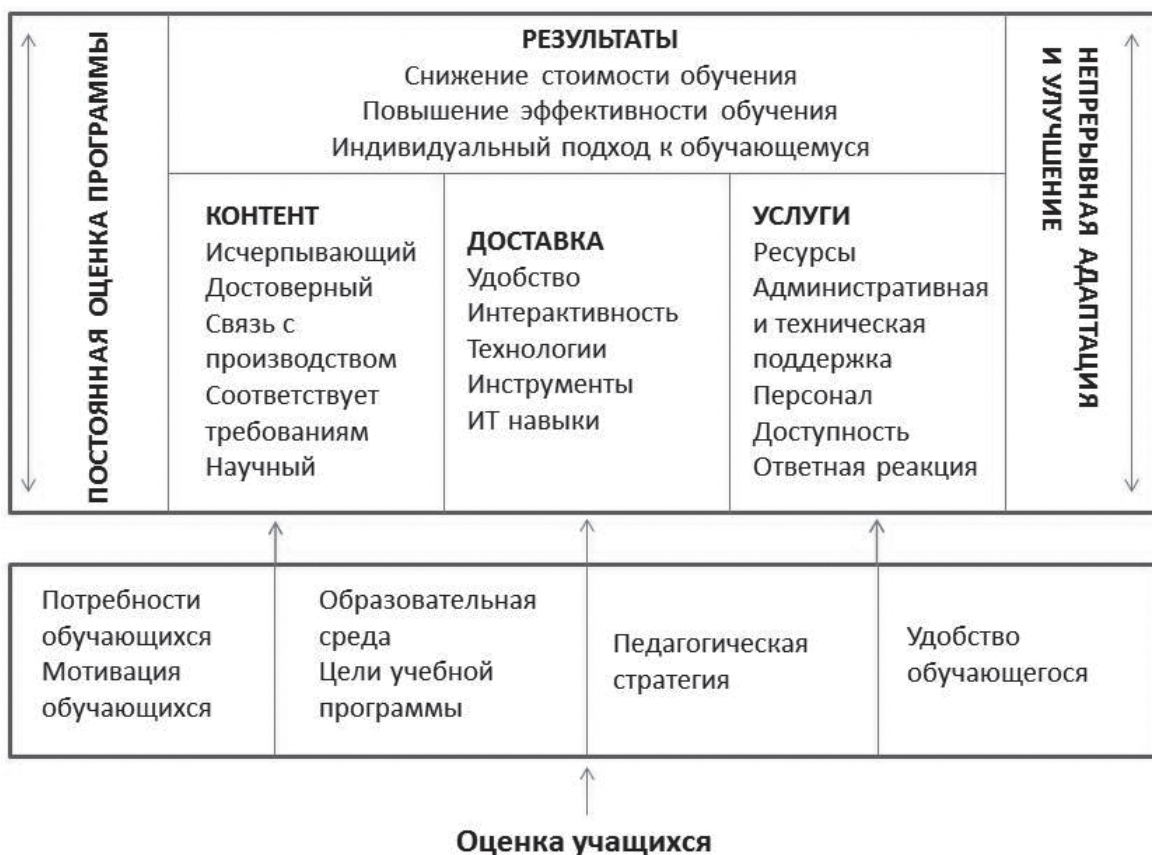 ПОСТОЯННАЯ ОЦЕНКА ПРОГРАММЫ
РЕЗУЛЬТАТЫ
Снижение стоимости обучения
Повышение эффективности обучения
Индивидуальный подход к обучающемуся
КОНТЕНТ
Исчерпывающий
Достоверный
Связь с
производством
Соответствует
требованиям
Научный
ДОСТАВКА
Удобство
Интерактивность
Технологии
Инструменты
ИТ навыки
УСЛУГИ
Ресурсы
Административная
и техническая
поддержка
Персонал
Доступность
Ответная реакция
НЕПРЕРЫВНАЯ АДАПТАЦИЯ
И УЛУЧШЕНИЕ
Потребности
обучающихся
Мотивация
обучающихся
Образовательная
среда
Цели учебной
программы
Педагогическая
стратегия
Удобство
обучающегося
Оценка учащихся